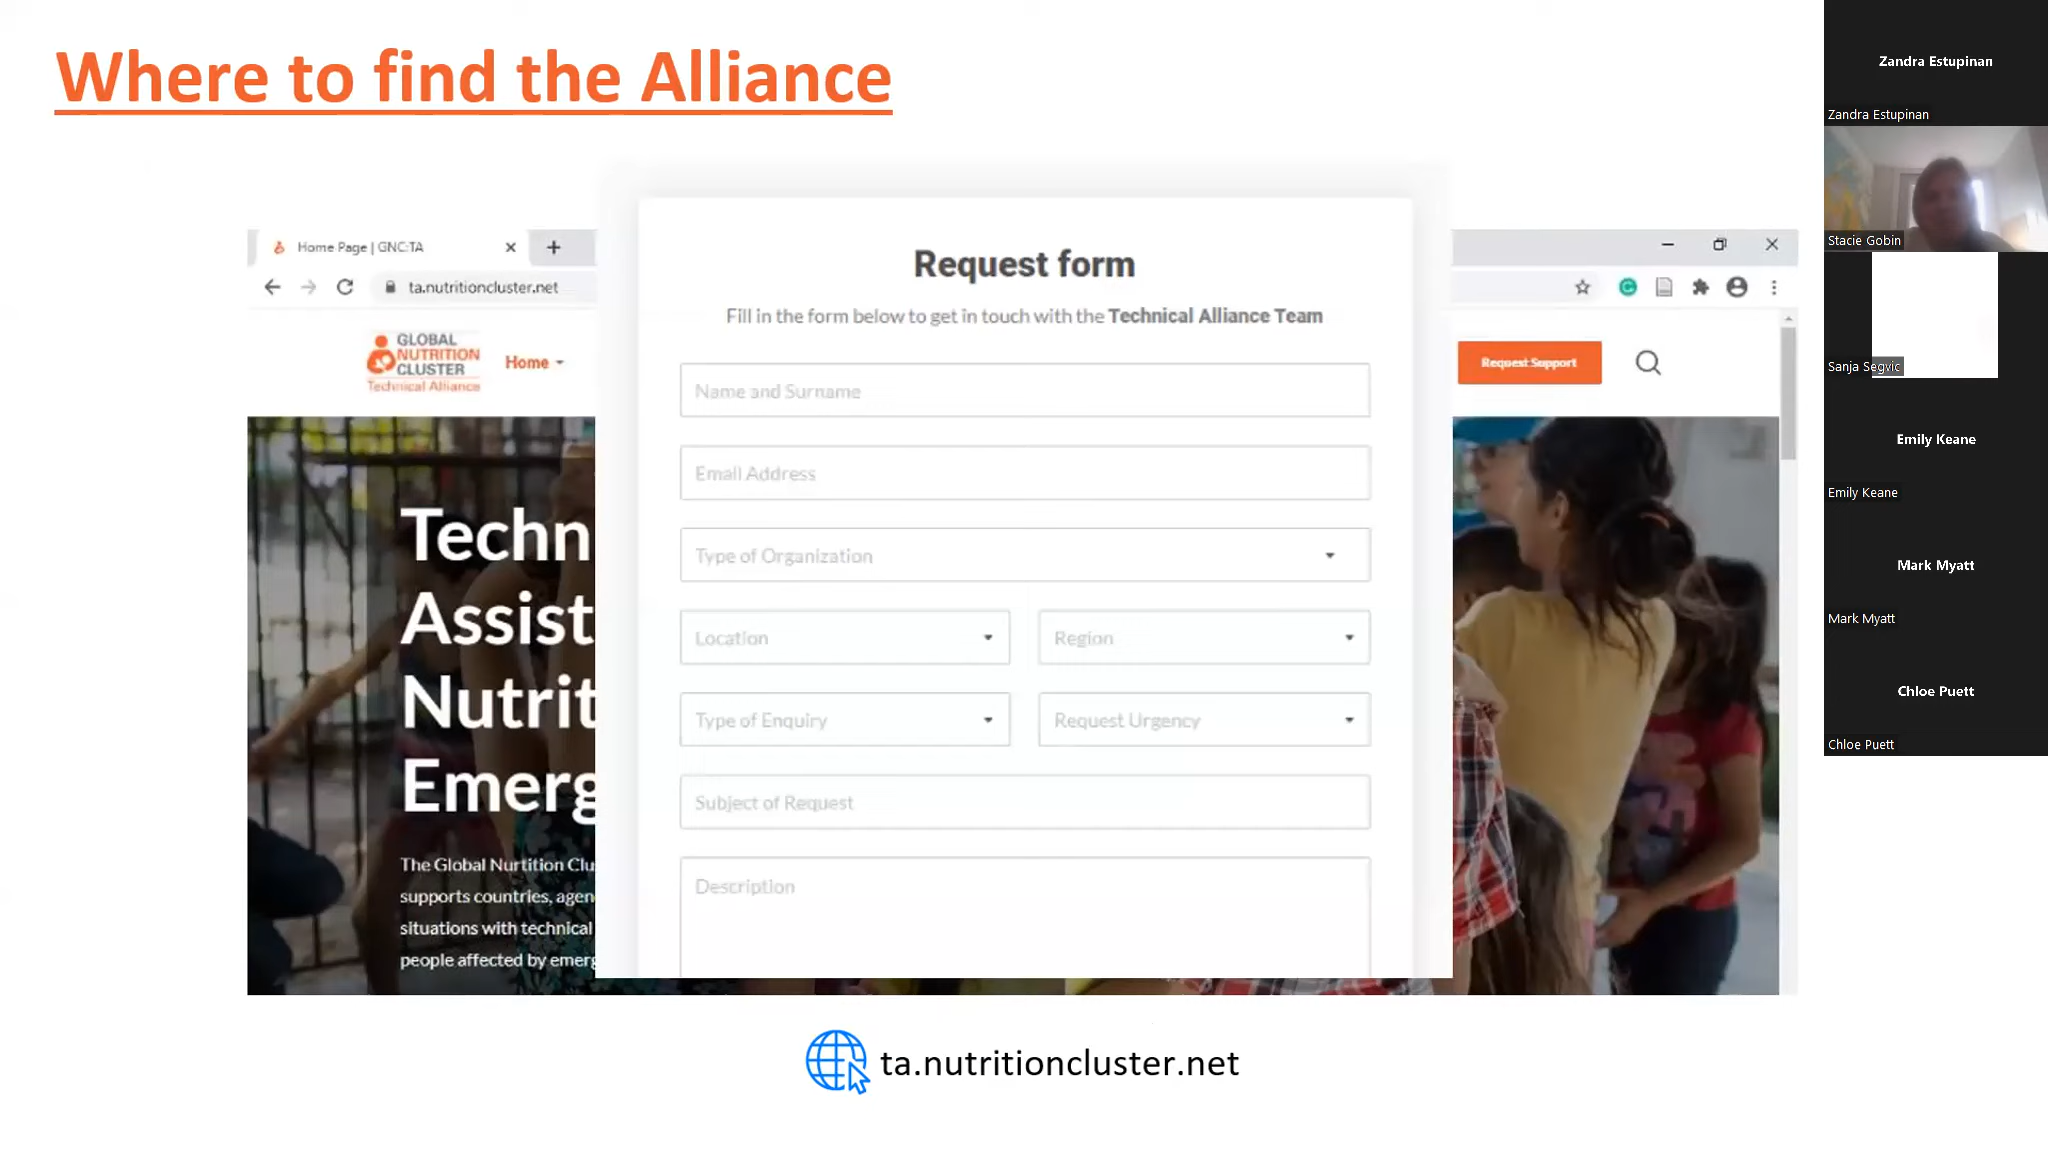 Where to find the Alliance
Home Page | GNC:TA
ta.nutritioncluster.net
GLOBAL
NUTRITION
CLUSTER
Technical Alliance
Home
Request Support
Techn
Assist
Nutrit
Emerg
The Global Nurtition Clu
supports countries, agen
situations with technical
people affected by emerg
Request form
Fill in the form below to get in touch with the Technical Alliance Team
Name and Surname
Email Address
Type of Organization
Location
Region
Type of Enquiry
Request Urgency
Subject of Request
Description
ta.nutritioncluster.net
Zandra Estupinan
Zandra Estupinan
Stacie Gobin
Sanja Segvic
Emily Keane
Emily Keane
Mark Myatt
Mark Myatt
Chloe Puett
Chloe Puett